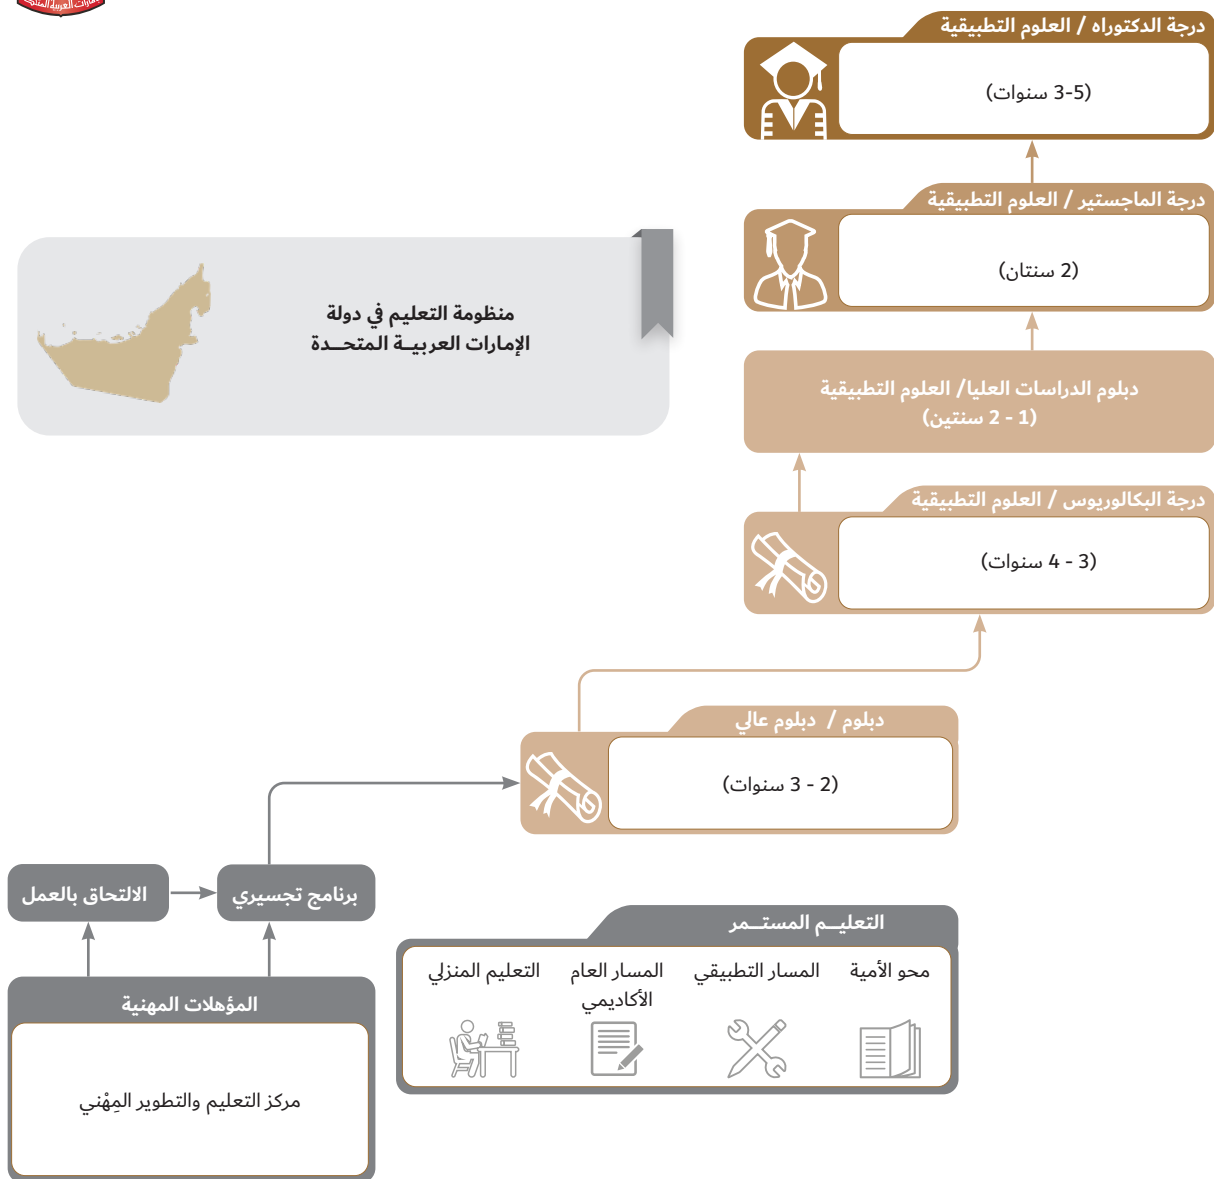 الإمارات العربية المتحدة
درجة الدكتوراه / العلوم التطبيقية
(3-5 سنوات)
درجة الماجستير / العلوم التطبيقية
(2 سنتان)
منظومة التعليم في دولة
الإمارات العربيــة المتحــدة
دبلوم الدراسات العليا/ العلوم التطبيقية
(1 - 2 سنتين)
درجة البكالوريوس / العلوم التطبيقية
(3 - 4 سنوات)
دبلوم / دبلوم عالي
(2 - 3 سنوات)
برنامج تجسيري
الالتحاق بالعمل
التعليــم المستــمر
محو الأمية
المسار التطبيقي
المسار العام
الأكاديمي
التعليم المنزلي
المؤهلات المهنية
مركز التعليم والتطوير المِهْني